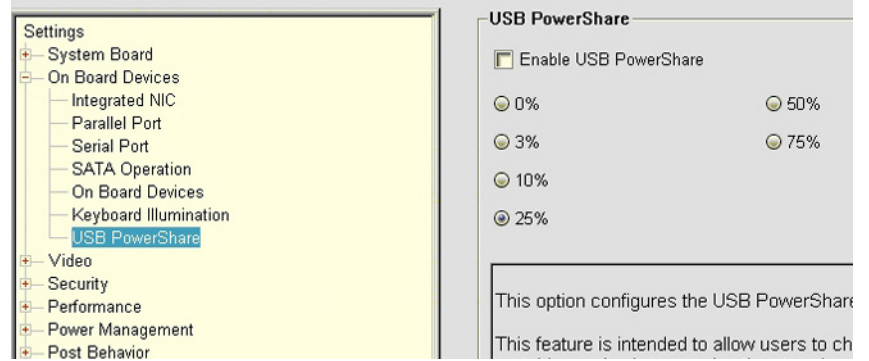 Settings
System Board
On Board Devices
Integrated NIC
Parallel Port
Serial Port
SATA Operation
On Board Devices
Keyboard Illumination
USB PowerShare
Video
Security
Performance
Power Management
Post Behavior
USB PowerShare
Enable USB PowerShare
0%
50%
3%
75%
10%
25%
This option configures the USB PowerShare
This feature is intended to allow users to ch